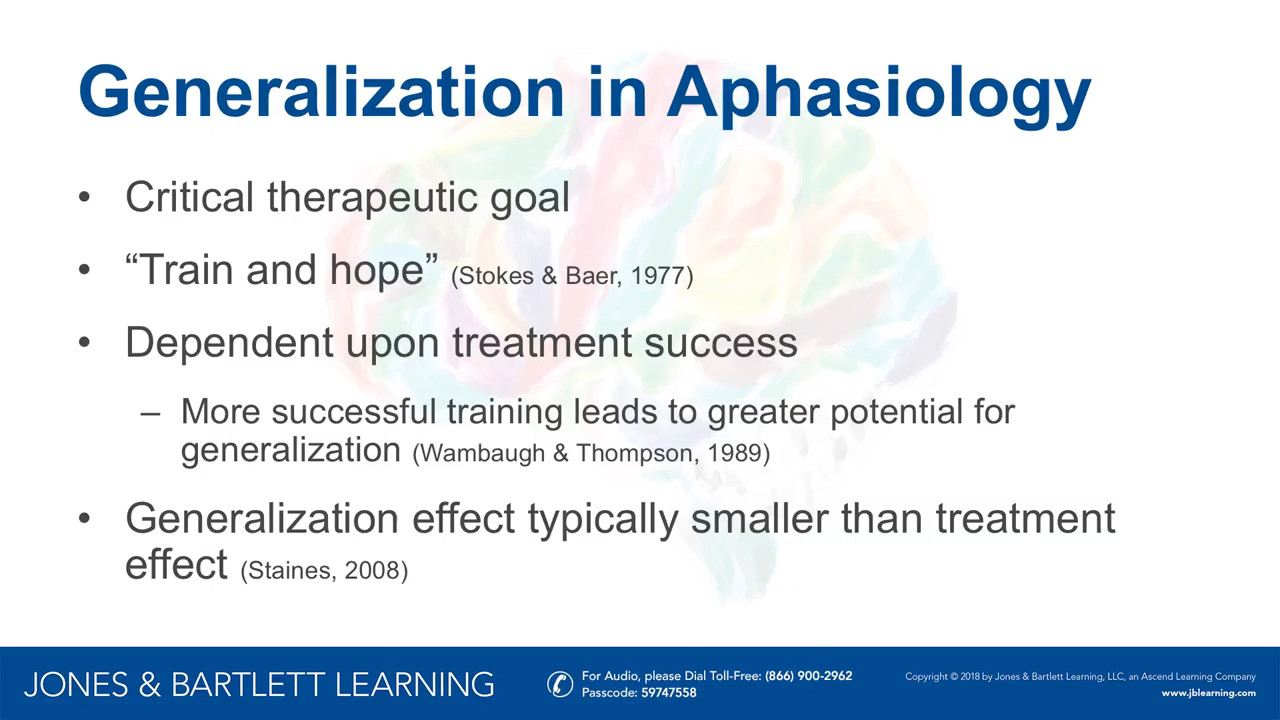 Generalization in Aphasiology
• Critical therapeutic goal
• “Train and hope” (Stokes & Baer, 1977)
• Dependent upon treatment success
– More successful training leads to greater potential for
generalization (Wambaugh & Thompson, 1989)
• Generalization effect typically smaller than treatment
effect (Staines, 2008)
JONES & BARTLETT LEARNING
For Audio, please Dial Toll-Free: (866) 900-2962
Passcode: 59747558
Copyright © 2018 by Jones & Bartlett Learning, LLC, an Ascend Learning Company
www.jblearning.com